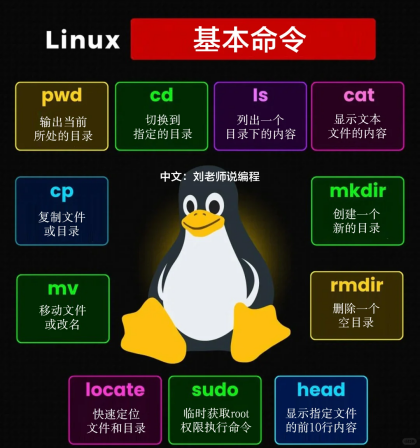 Linux 基本命令
pwd
输出当前
所处的目录
cd
切换到
指定的目录
ls
列出一个
目录下的内容
cat
显示文本
文件的内容
中文：刘老师说编程
cp
复制文件
或目录
mkdir
创建一个
新的目录
mv
移动文件
或改名
rmdir
删除一个
空目录
locate
快速定位
文件和目录
sudo
临时获取root
权限执行命令
head
显示指定文件
的前10行内容